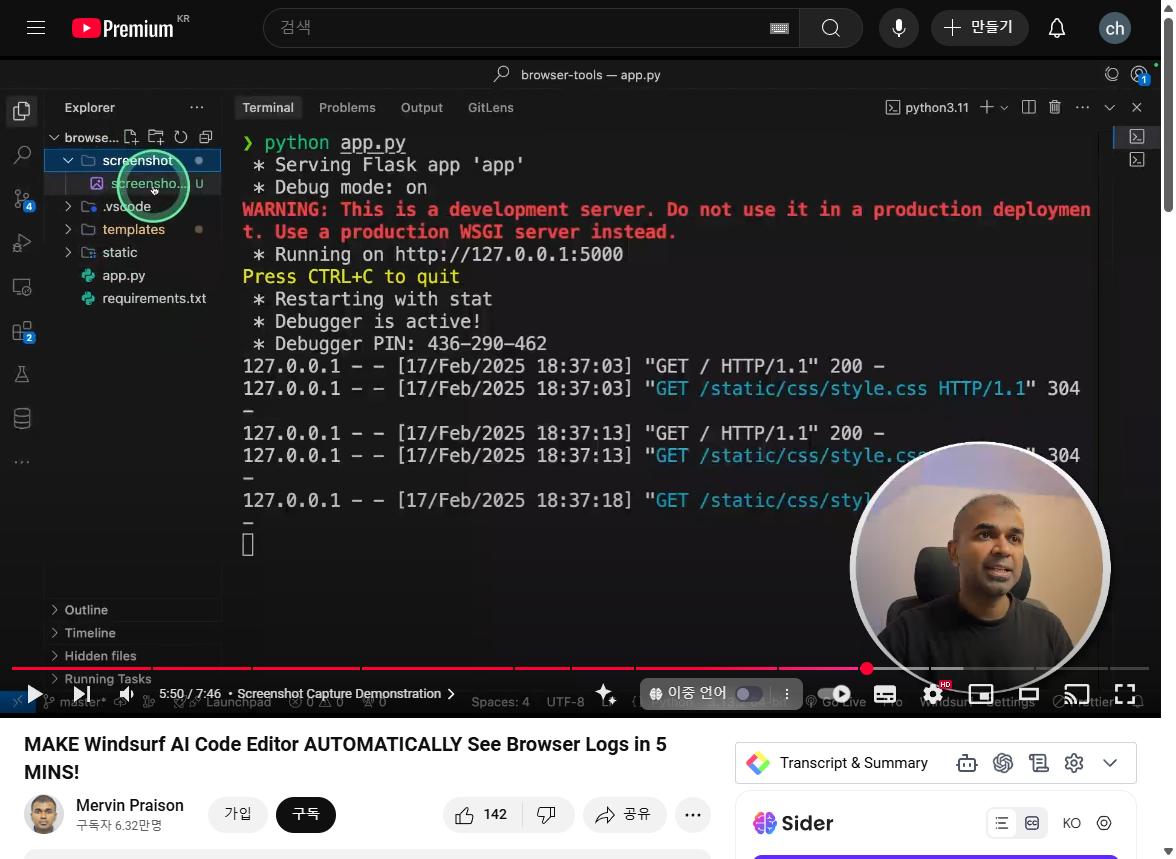 Premium KR
검색
만들기
ch
browser-tools — app.py
1
Explorer
Terminal
Problems
Output
GitLens
python3.11
browse...
screenshot
screensho... U
.vscode
templates
static
app.py
requirements.txt
4
2
❯ python app.py
* Serving Flask app 'app'
* Debug mode: on
WARNING: This is a development server. Do not use it in a production deploymen
t. Use a production WSGI server instead.
* Running on http://127.0.0.1:5000
Press CTRL+C to quit
* Restarting with stat
* Debugger is active!
* Debugger PIN: 436-290-462
127.0.0.1 - - [17/Feb/2025 18:37:03] "GET / HTTP/1.1" 200 -
127.0.0.1 - - [17/Feb/2025 18:37:03] "GET /static/css/style.css HTTP/1.1" 304
-
127.0.0.1 - - [17/Feb/2025 18:37:13] "GET / HTTP/1.1" 200 -
127.0.0.1 - - [17/Feb/2025 18:37:13] "GET /static/css/style.css 304
-
127.0.0.1 - - [17/Feb/2025 18:37:18] "GET /static/css/styl
-
Outline
Timeline
Hidden files
Running Tasks
5:50 / 7:46 • Screenshot Capture Demonstration
이중 언어
HD
master*
Launchpad
0
0
0
Spaces: 4
UTF-8
Go Live
MAKE Windsurf AI Code Editor AUTOMATICALLY See Browser Logs in 5
MINS!
Mervin Praison
구독자 6.32만명
가입
구독
142
공유
Transcript & Summary
Sider
CC
KO